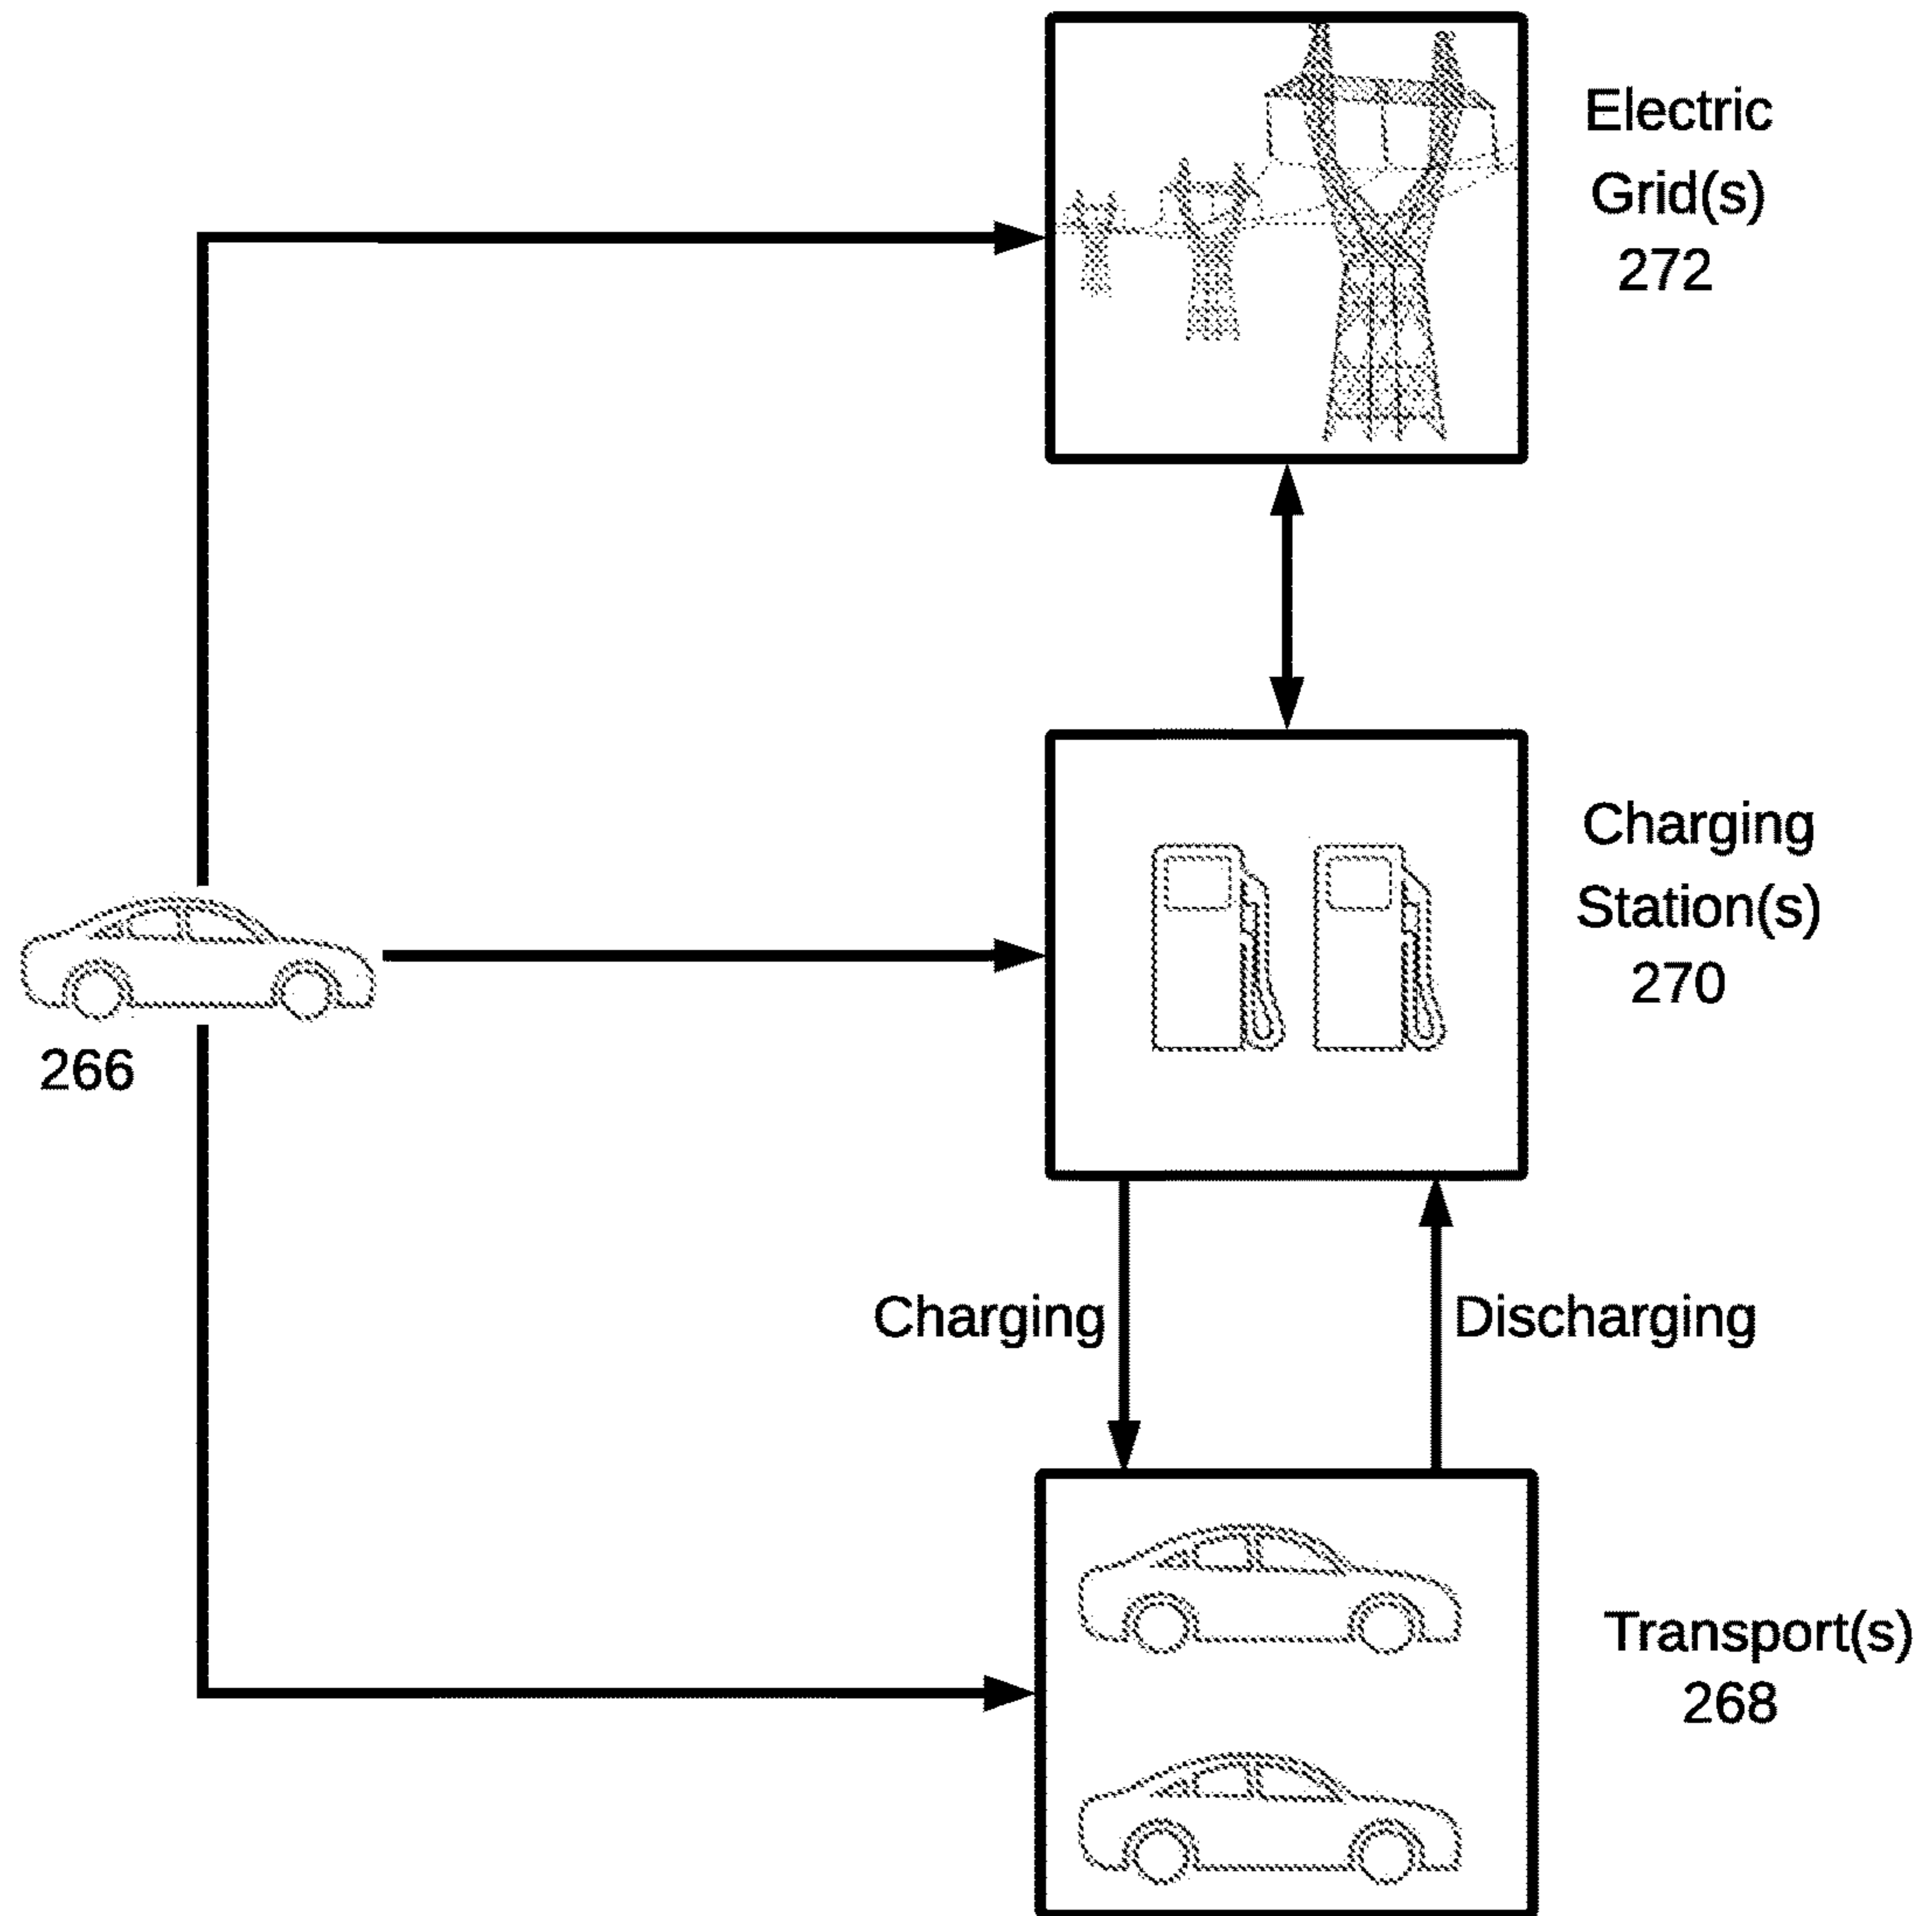 Electric
Grid(s)
272
Charging
Station(s)
270
266
Charging
Discharging
Transport(s)
268